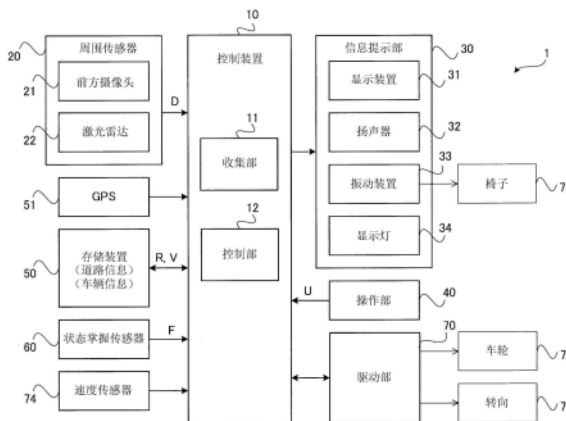 10
周围传感器
20
前方摄像头
21
激光雷达
22
D
控制装置
11
收集部
12
控制部
信息提示部
30
1
显示装置
31
扬声器
32
33
振动装置
椅子
7
显示灯
34
GPS
51
存储装置
(道路信息)
(车辆信息)
50
R, V
U
操作部
40
状态掌握传感器
60
F
速度传感器
74
70
驱动部
车轮
7
转向
7